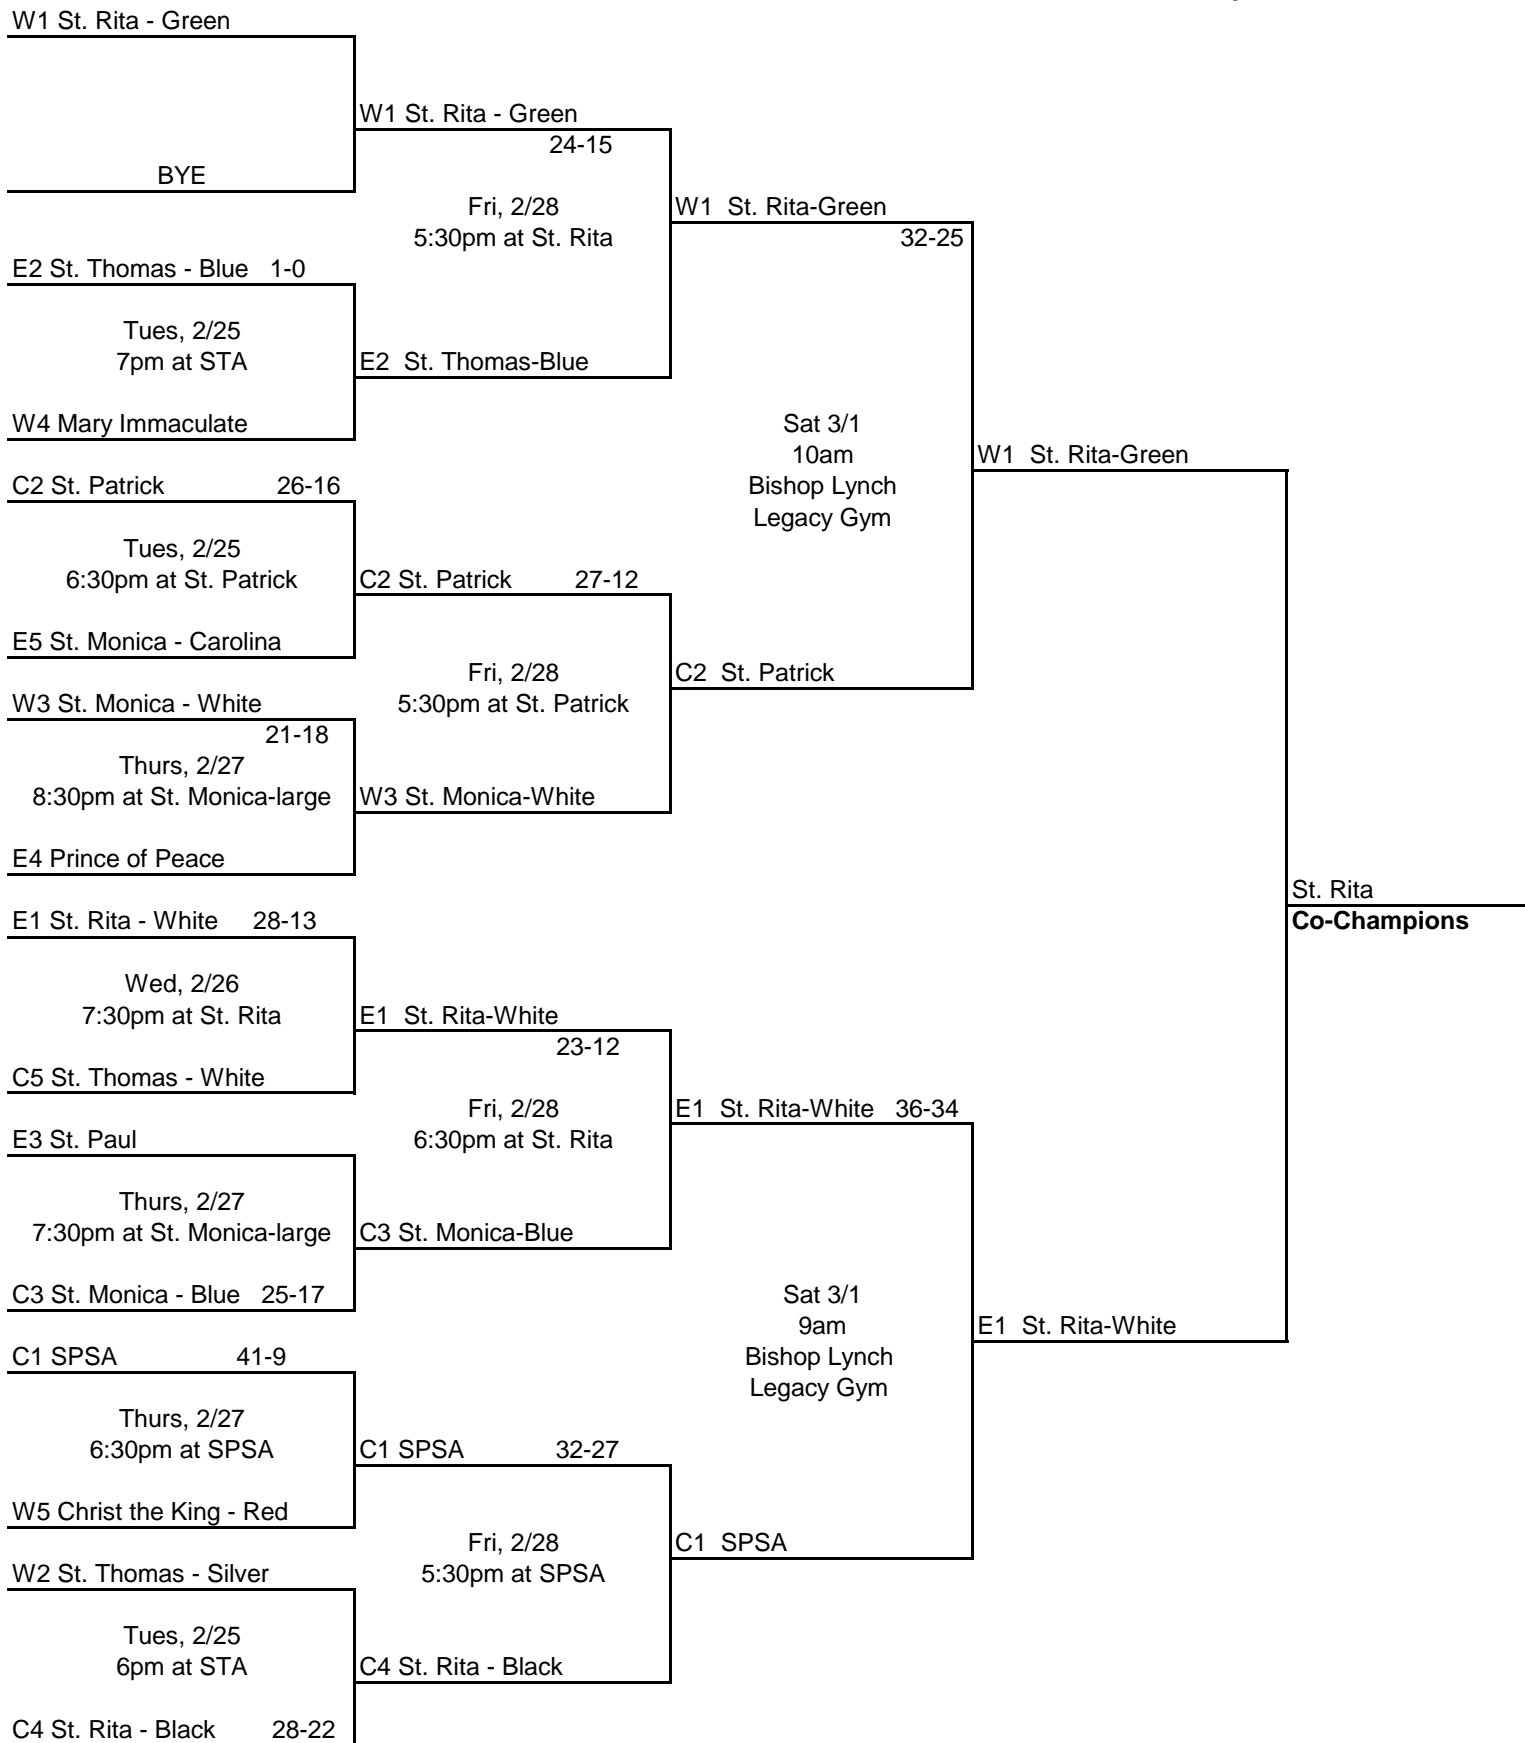 W1 St. Rita - Green
W1 St. Rita - Green
24-15
BYE
Fri, 2/28
5:30pm at St. Rita
W1 St. Rita-Green
32-25
E2 St. Thomas - Blue 1-0
Tues, 2/25
7pm at STA
E2 St. Thomas-Blue
W4 Mary Immaculate
Sat 3/1
10am
Bishop Lynch
Legacy Gym
W1 St. Rita-Green
C2 St. Patrick 26-16
Tues, 2/25
6:30pm at St. Patrick
C2 St. Patrick 27-12
E5 St. Monica - Carolina
Fri, 2/28
5:30pm at St. Patrick
C2 St. Patrick
W3 St. Monica - White
21-18
Thurs, 2/27
8:30pm at St. Monica-large
W3 St. Monica-White
E4 Prince of Peace
St. Rita
Co-Champions
E1 St. Rita - White 28-13
Wed, 2/26
7:30pm at St. Rita
E1 St. Rita-White
23-12
C5 St. Thomas - White
Fri, 2/28
6:30pm at St. Rita
E1 St. Rita-White 36-34
E3 St. Paul
Thurs, 2/27
7:30pm at St. Monica-large
C3 St. Monica-Blue
C3 St. Monica - Blue 25-17
Sat 3/1
9am
Bishop Lynch
Legacy Gym
E1 St. Rita-White
C1 SPSA 41-9
Thurs, 2/27
6:30pm at SPSA
C1 SPSA 32-27
W5 Christ the King - Red
Fri, 2/28
5:30pm at SPSA
C1 SPSA
W2 St. Thomas - Silver
Tues, 2/25
6pm at STA
C4 St. Rita - Black
C4 St. Rita - Black 28-22